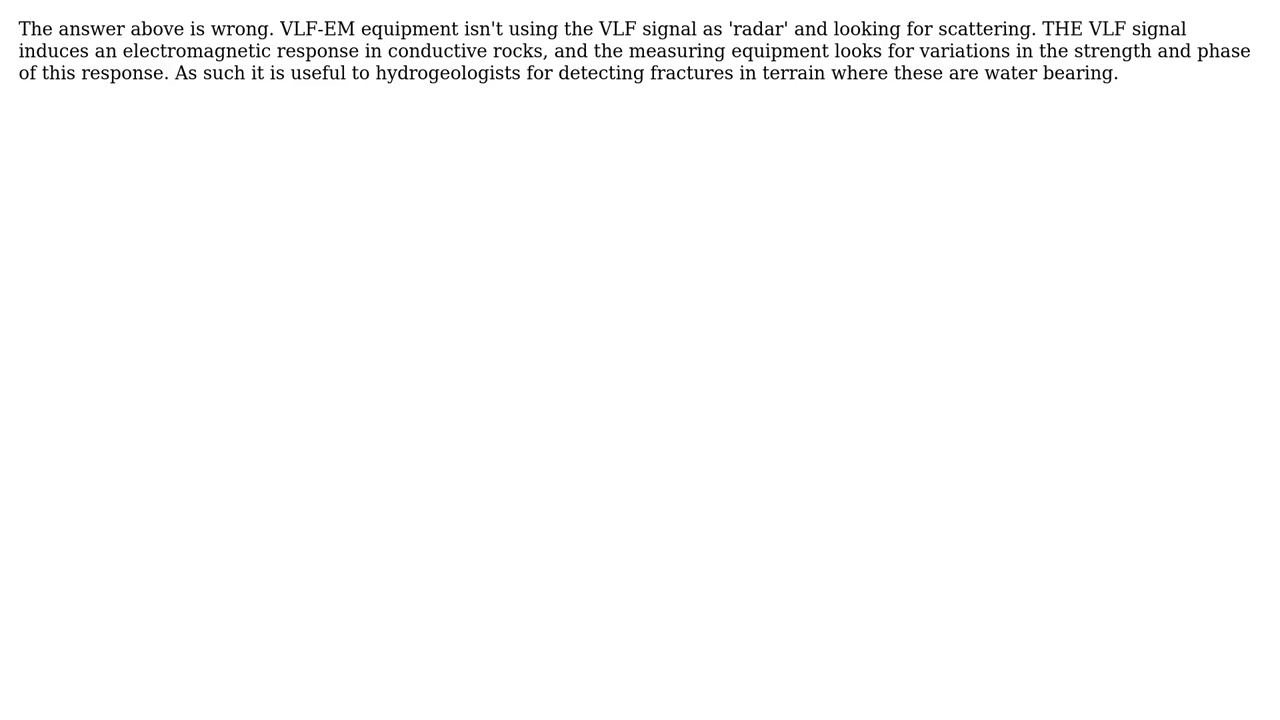 The answer above is wrong. VLF-EM equipment isn't using the VLF signal as 'radar' and looking for scattering. THE VLF signal
induces an electromagnetic response in conductive rocks, and the measuring equipment looks for variations in the strength and phase
of this response. As such it is useful to hydrogeologists for detecting fractures in terrain where these are water bearing.